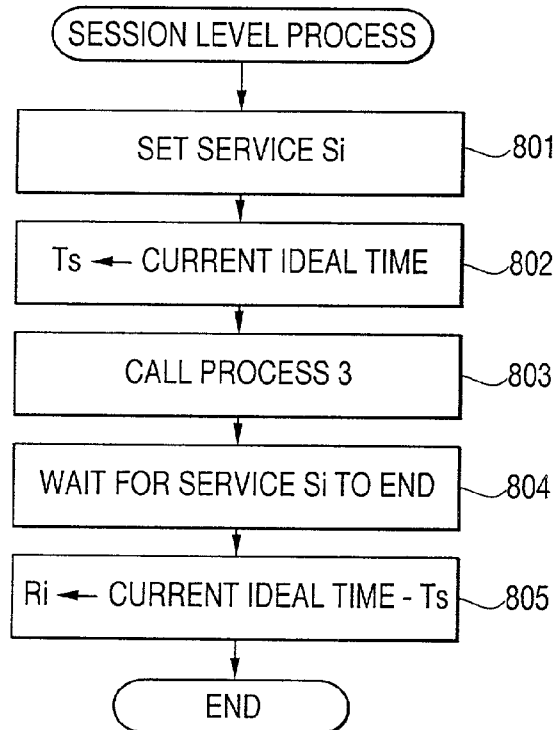 SESSION LEVEL PROCESS
SET SERVICE Si
801
Ts ← CURRENT IDEAL TIME
802
CALL PROCESS 3
803
WAIT FOR SERVICE Si TO END
804
Ri ← CURRENT IDEAL TIME - Ts
805
END